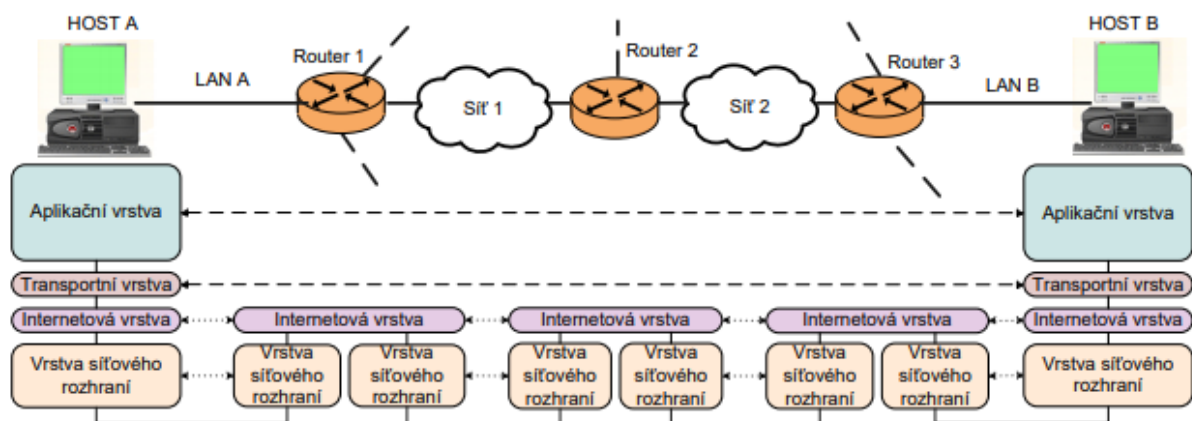 HOST A
HOST B
Router 1
Router 2
Router 3
LAN A
LAN B
Síť 1
Síť 2
Aplikační vrstva
Aplikační vrstva
Transportní vrstva
Transportní vrstva
Internetová vrstva
Internetová vrstva
Internetová vrstva
Internetová vrstva
Internetová vrstva
Vrstva síťového
rozhraní
Vrstva
síťového
rozhraní
Vrstva
síťového
rozhraní
Vrstva
síťového
rozhraní
Vrstva
síťového
rozhraní
Vrstva
síťového
rozhraní
Vrstva
síťového
rozhraní
Vrstva síťového
rozhraní